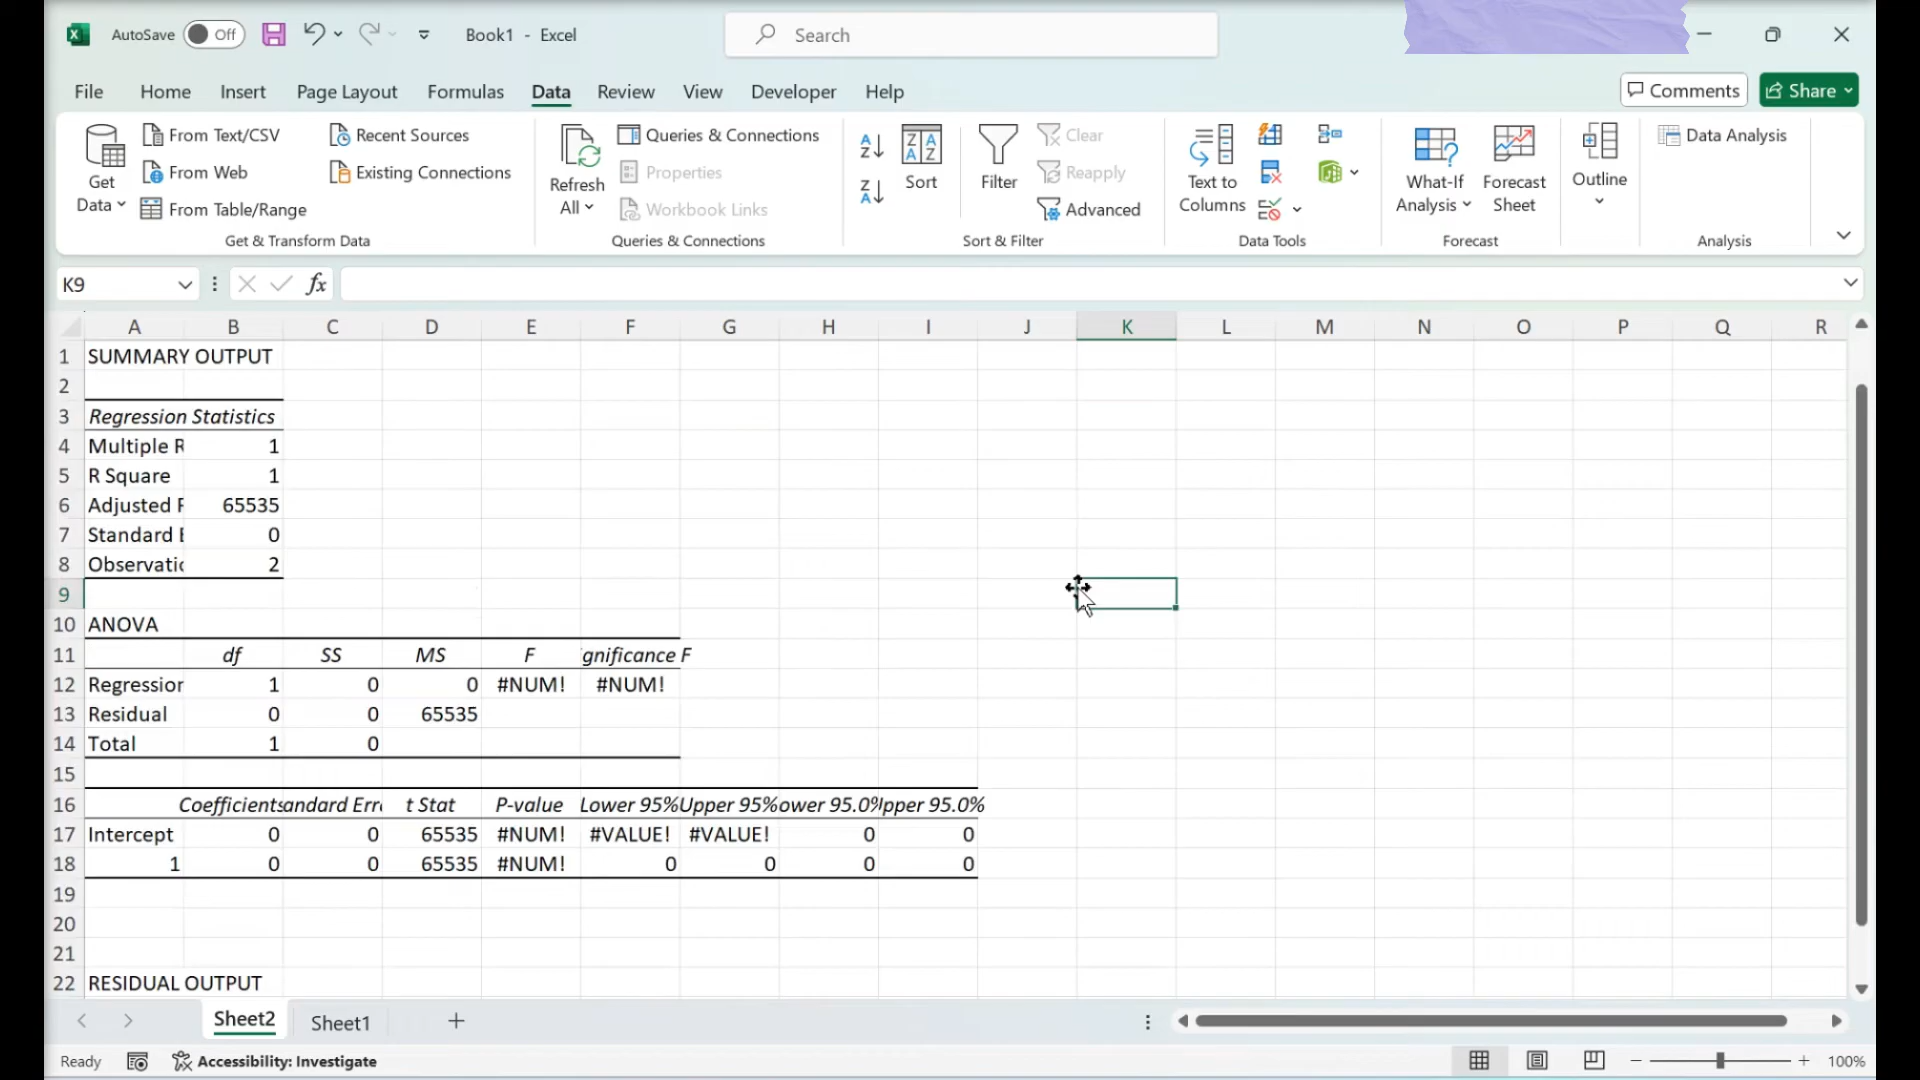 AutoSave Off Book1 - Excel Search
File Home Insert Page Layout Formulas Data Review View Developer Help Comments Share
Get Data
From Text/CSV
From Web
From Table/Range
Recent Sources
Existing Connections
Get & Transform Data
Refresh All
Queries & Connections
Properties
Workbook Links
Queries & Connections
Sort
Filter
Clear
Reapply
Advanced
Sort & Filter
Text to Columns
Data Tools
What-If Analysis
Forecast Sheet
Forecast
Outline
Data Analysis
Analysis
K9 fx
A B C D E F G H I J K L M N O P Q R
1 SUMMARY OUTPUT
2
3 Regression Statistics
4 Multiple R 1
5 R Square 1
6 Adjusted R 65535
7 Standard E 0
8 Observatio 2
9
10 ANOVA
11 df SS MS F gnificance F
12 Regression 1 0 0 #NUM! #NUM!
13 Residual 0 0 65535
14 Total 1 0
15
16 Coefficients andard Erro t Stat P-value Lower 95% Upper 95% ower 95.0% pper 95.0%
17 Intercept 0 0 65535 #NUM! #VALUE! #VALUE! 0 0
18 1 0 0 65535 #NUM! 0 0 0 0
19
20
21
22 RESIDUAL OUTPUT
Sheet2 Sheet1
Ready Accessibility: Investigate 100%